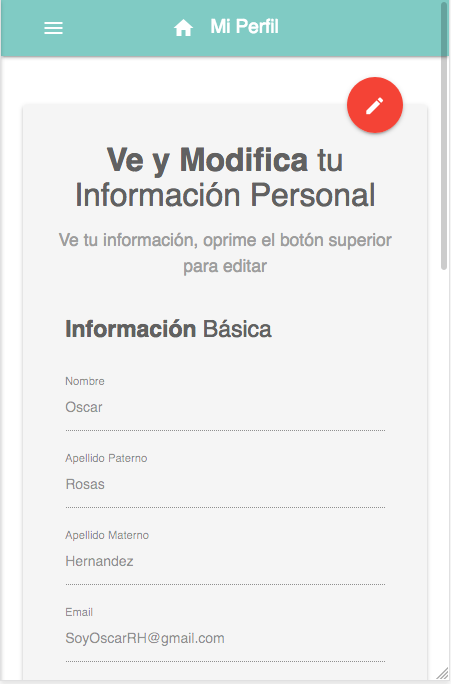 Mi Perfil
Ve y Modifica tu
Información Personal
Ve tu información, oprime el botón superior
para editar
Información Básica
Nombre
Oscar
Apellido Paterno
Rosas
Apellido Materno
Hernandez
Email
SoyOscarRH@gmail.com